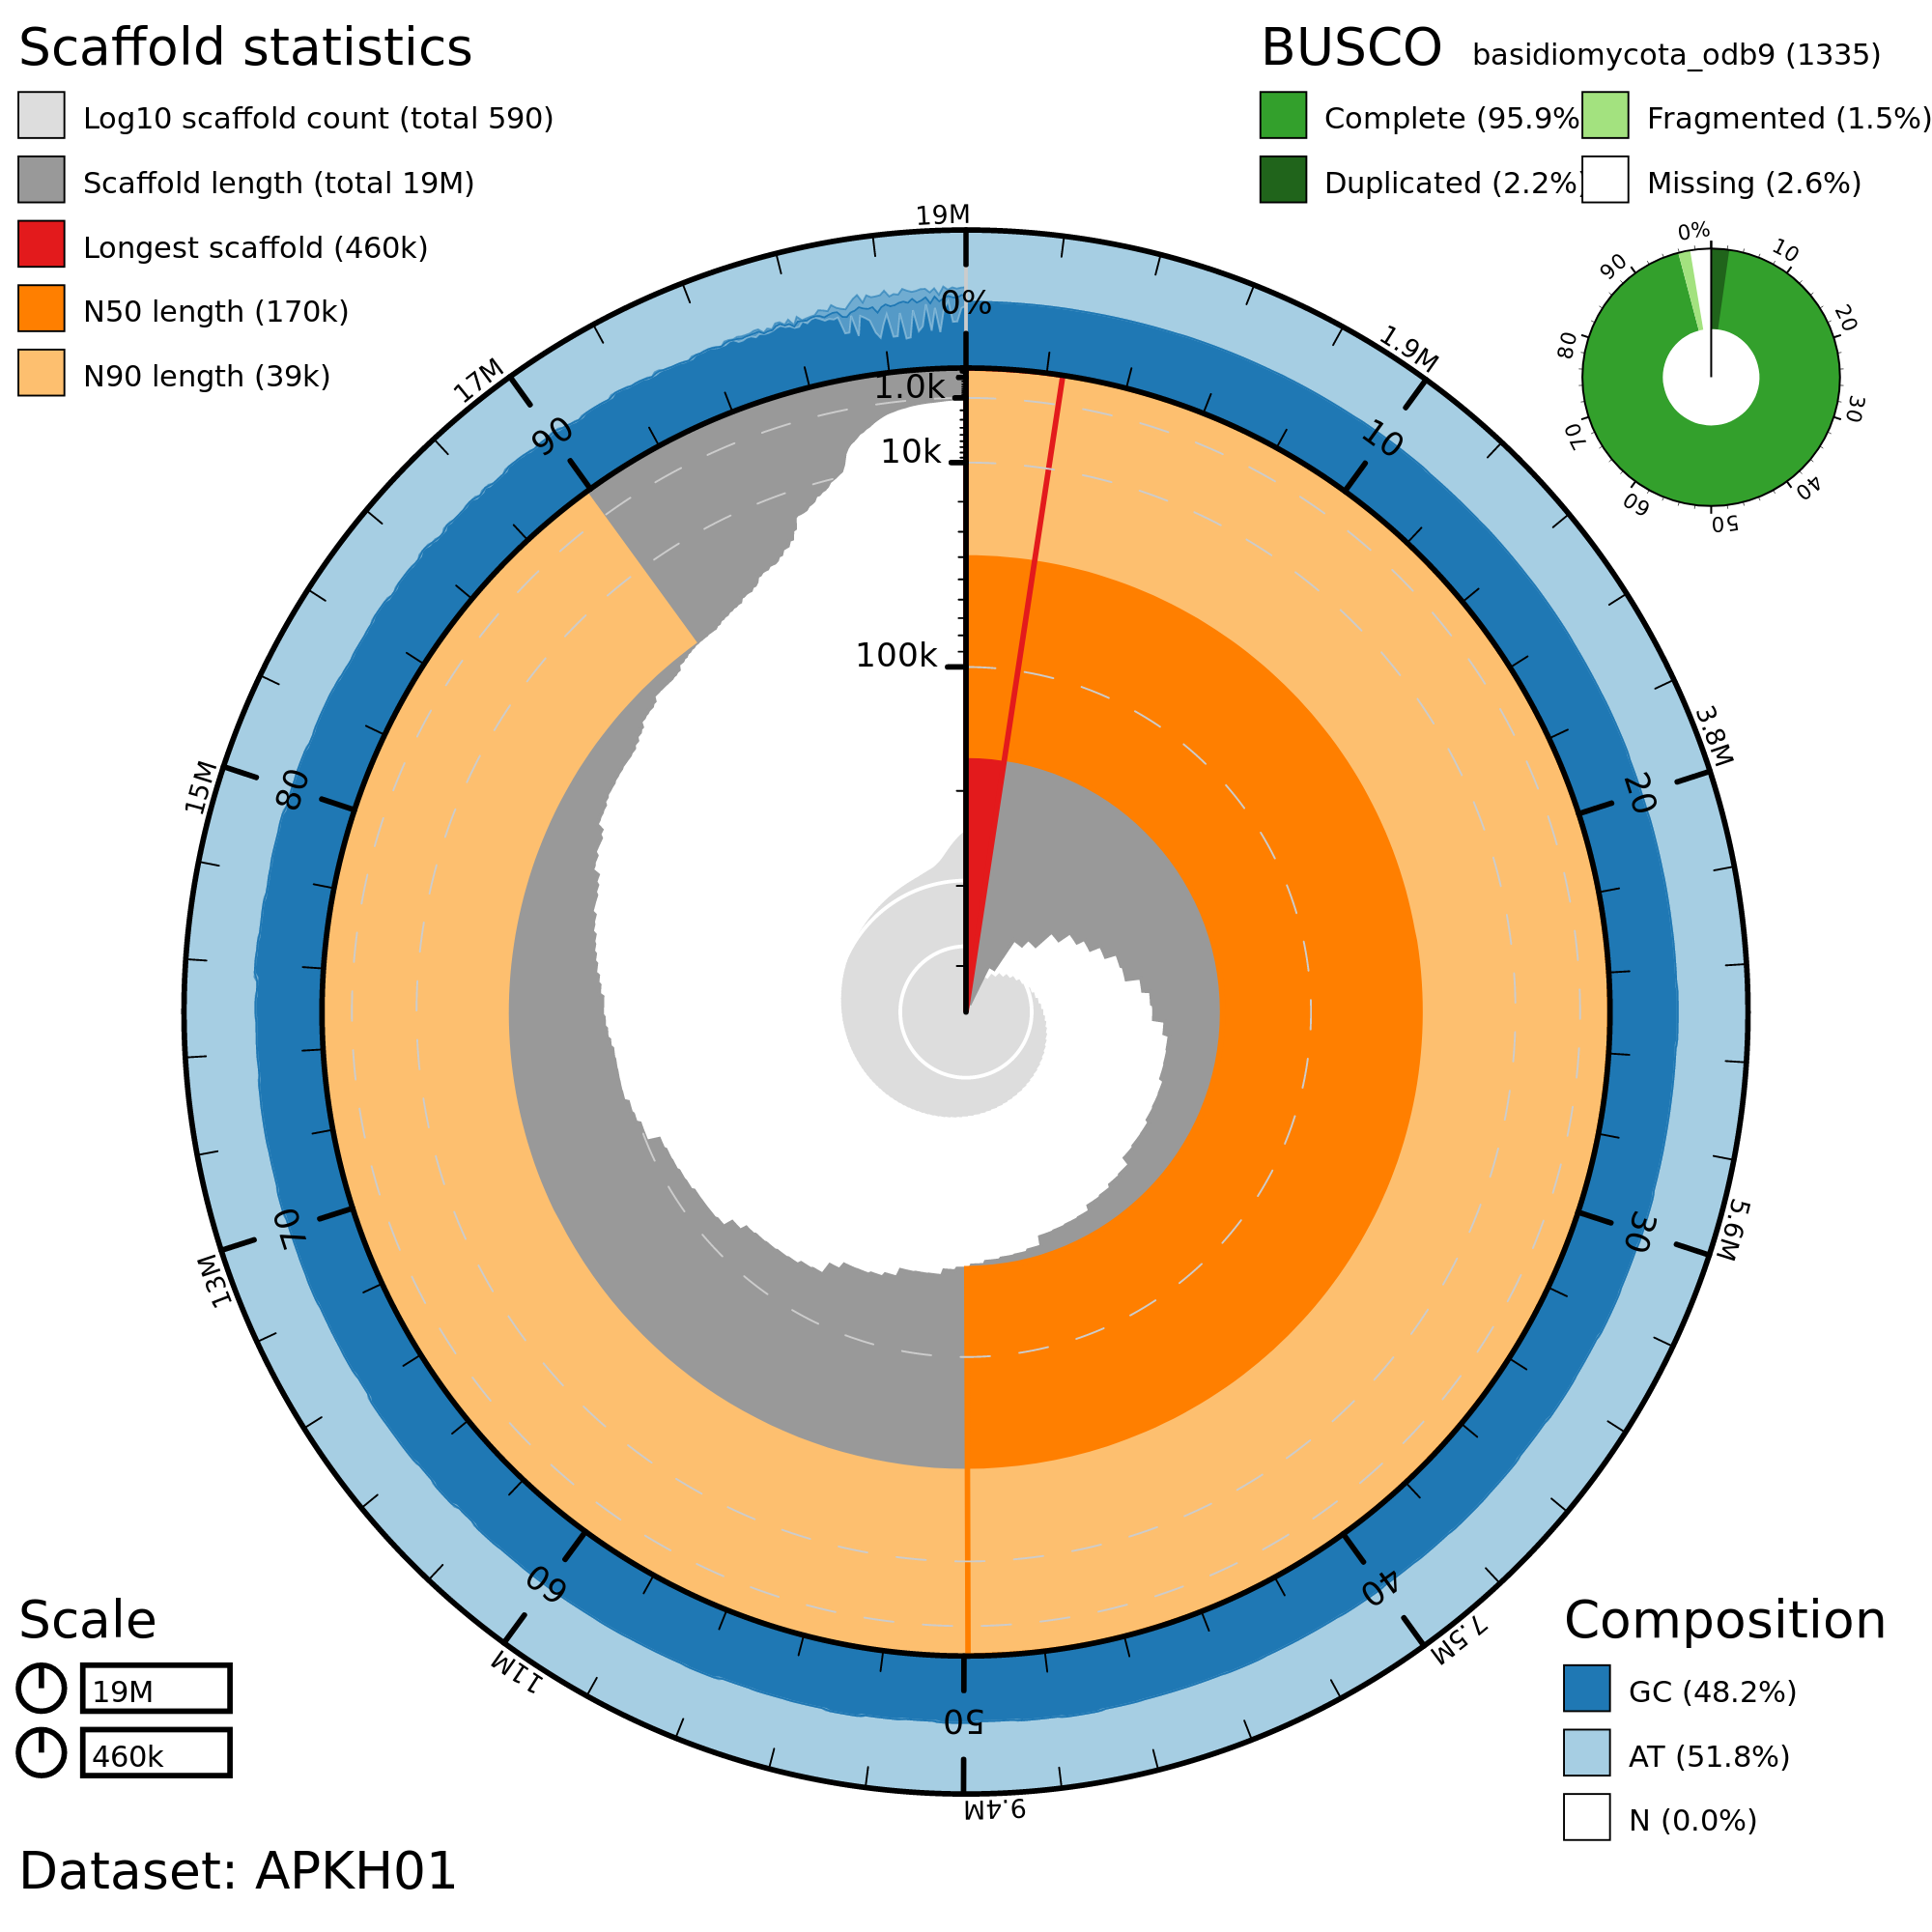 Scaffold statistics
Log10 scaffold count (total 590)
Scaffold length (total 19M)
Longest scaffold (460k)
N50 length (170k)
N90 length (39k)
BUSCO basidiomycota_odb9 (1335)
Complete (95.9%
Fragmented (1.5%)
Duplicated (2.2%)
Missing (2.6%)
0%
10
20
30
40
50
60
70
80
90
19M
1.9M
3.8M
5.6M
7.5M
9.4M
11M
13M
15M
17M
0%
10
20
30
40
50
60
70
80
90
1.0k
10k
100k
Scale
19M
460k
Composition
GC (48.2%)
AT (51.8%)
N (0.0%)
Dataset: APKH01